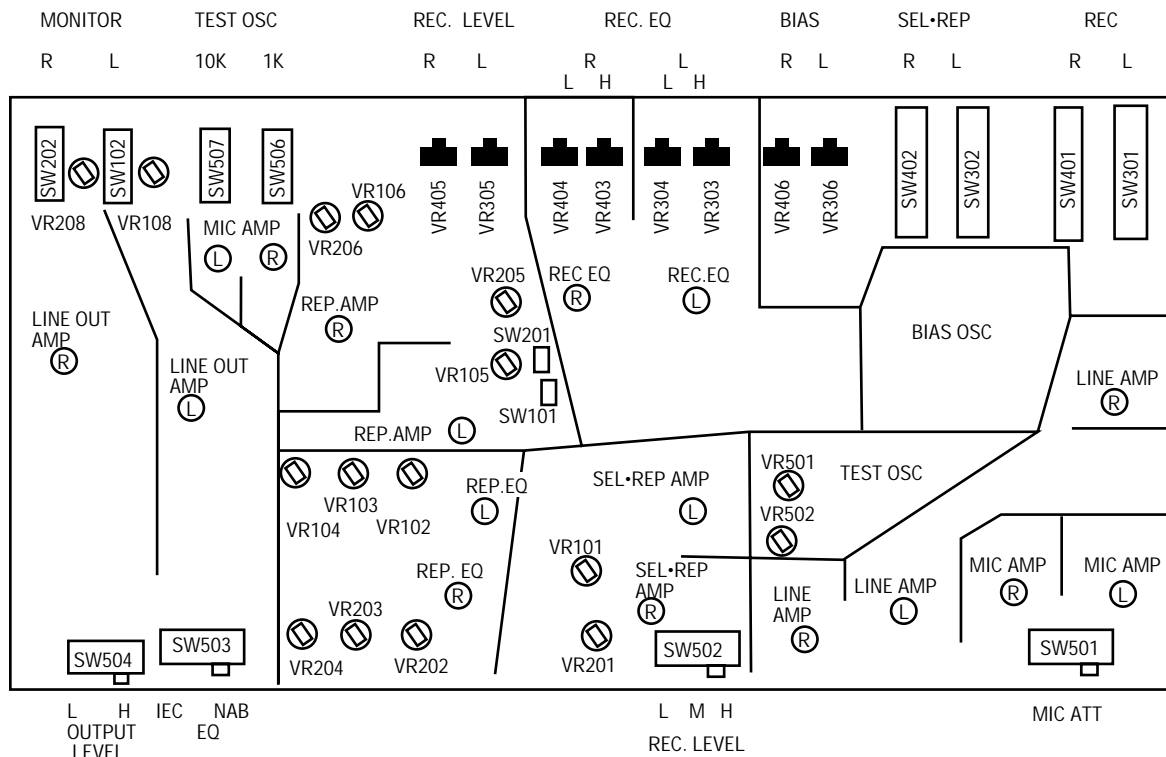 MONITOR TEST OSC REC. LEVEL REC. EQ BIAS SEL•REP REC
R L 10K 1K R L R L R L R L R L
L H L H
SW202 SW102 SW507 SW506 VR405 VR305 VR404 VR403 VR304 VR303 VR406 VR306 SW402 SW302 SW401 SW301
VR208 VR108 VR106
MIC AMP VR206
L R
VR205 REC EQ REC.EQ
R L
REP.AMP
R
LINE OUT
AMP
R
SW201
BIAS OSC
LINE OUT
AMP
L
VR105
SW101
LINE AMP
R
REP.AMP L
VR104 VR103 VR102
REP.EQ
L
SEL•REP AMP
L
VR501
VR502
TEST OSC
VR101
REP. EQ
R
SEL•REP
AMP
R
LINE
AMP
R
LINE AMP
L
MIC AMP
R
MIC AMP
L
VR203
VR204 VR202
VR201
SW504 SW503 SW502 SW501
L H IEC NAB L M H MIC ATT
OUTPUT EQ
LEVEL REC. LEVEL